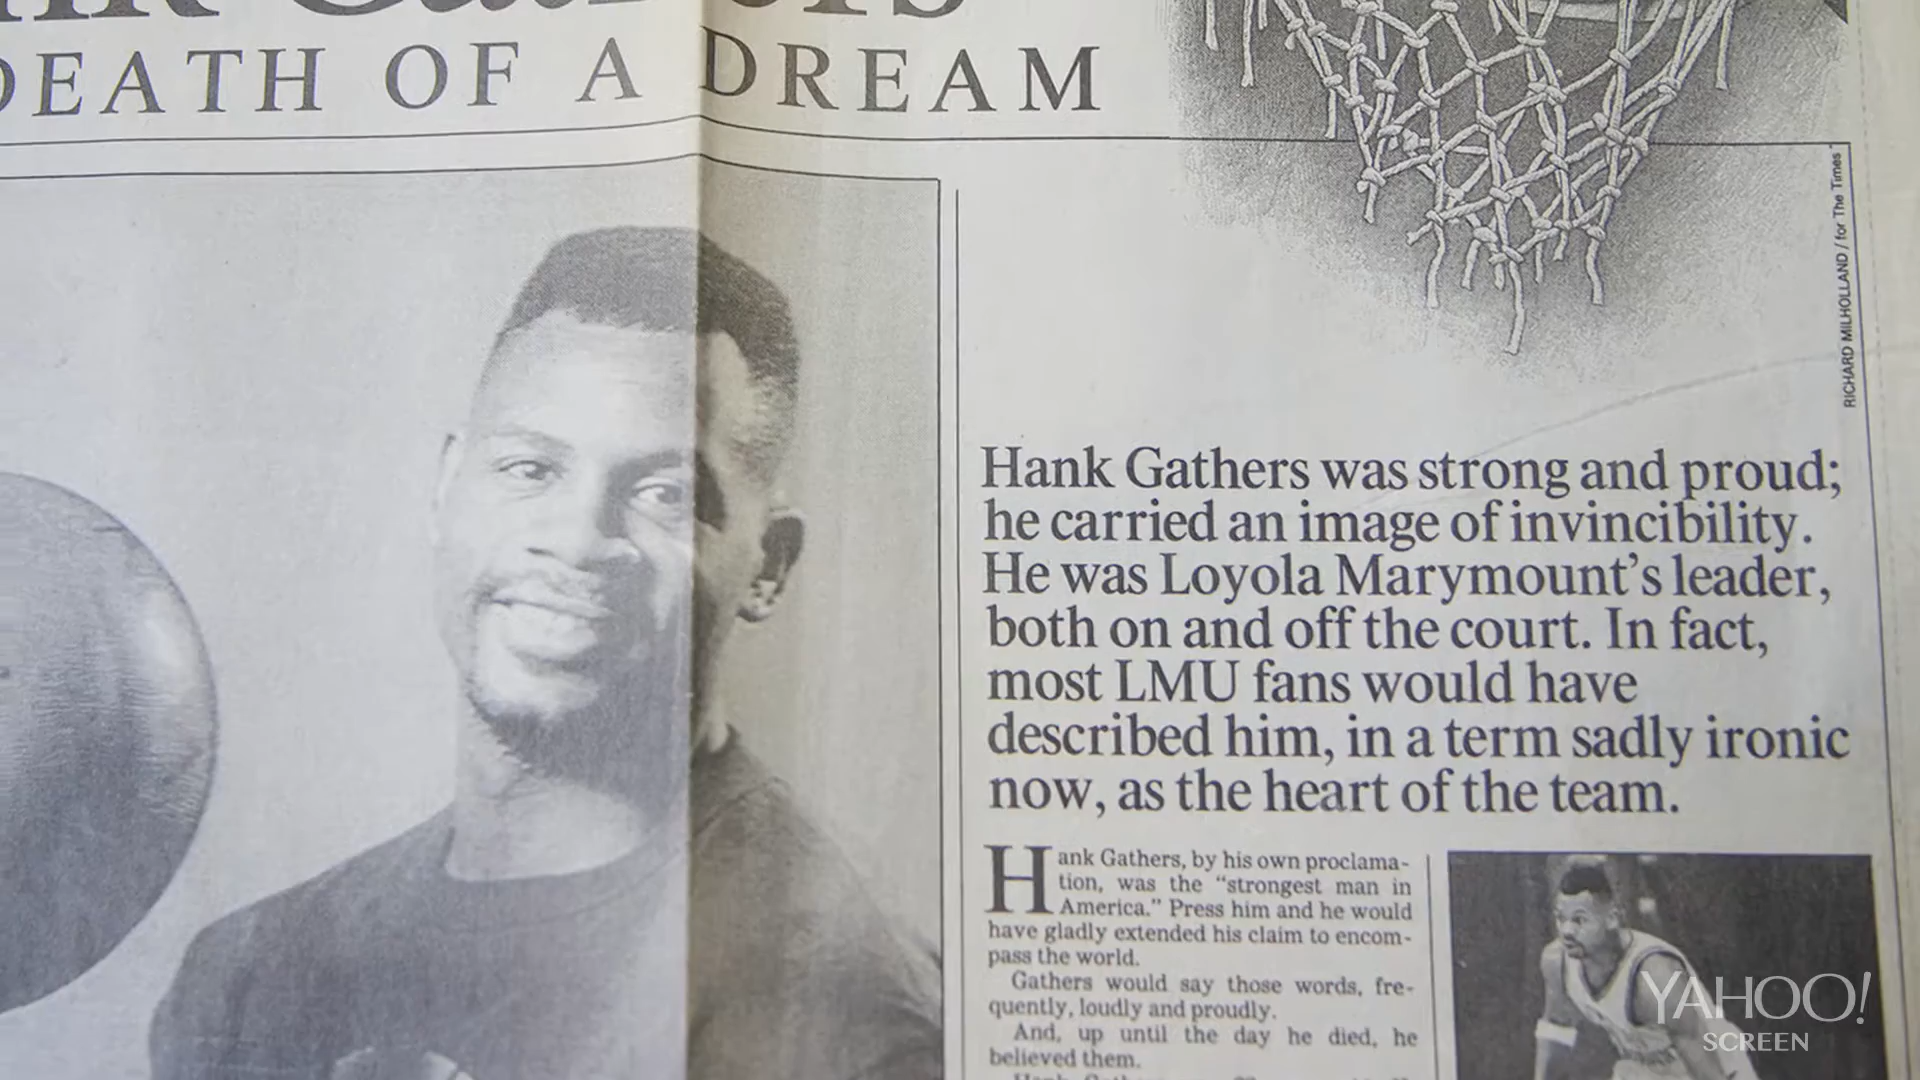 DEATH OF A DREAM
RICHARD MILHOLLAND / for The Times
Hank Gathers was strong and proud;
he carried an image of invincibility.
He was Loyola Marymount’s leader,
both on and off the court. In fact,
most LMU fans would have
described him, in a term sadly ironic
now, as the heart of the team.
Hank Gathers, by his own proclama-
tion, was the “strongest man in
America.” Press him and he would
have gladly extended his claim to encom-
pass the world.
Gathers would say those words, fre-
quently, loudly and proudly.
And, up until the day he died, he
believed them.
YAHOO!
SCREEN